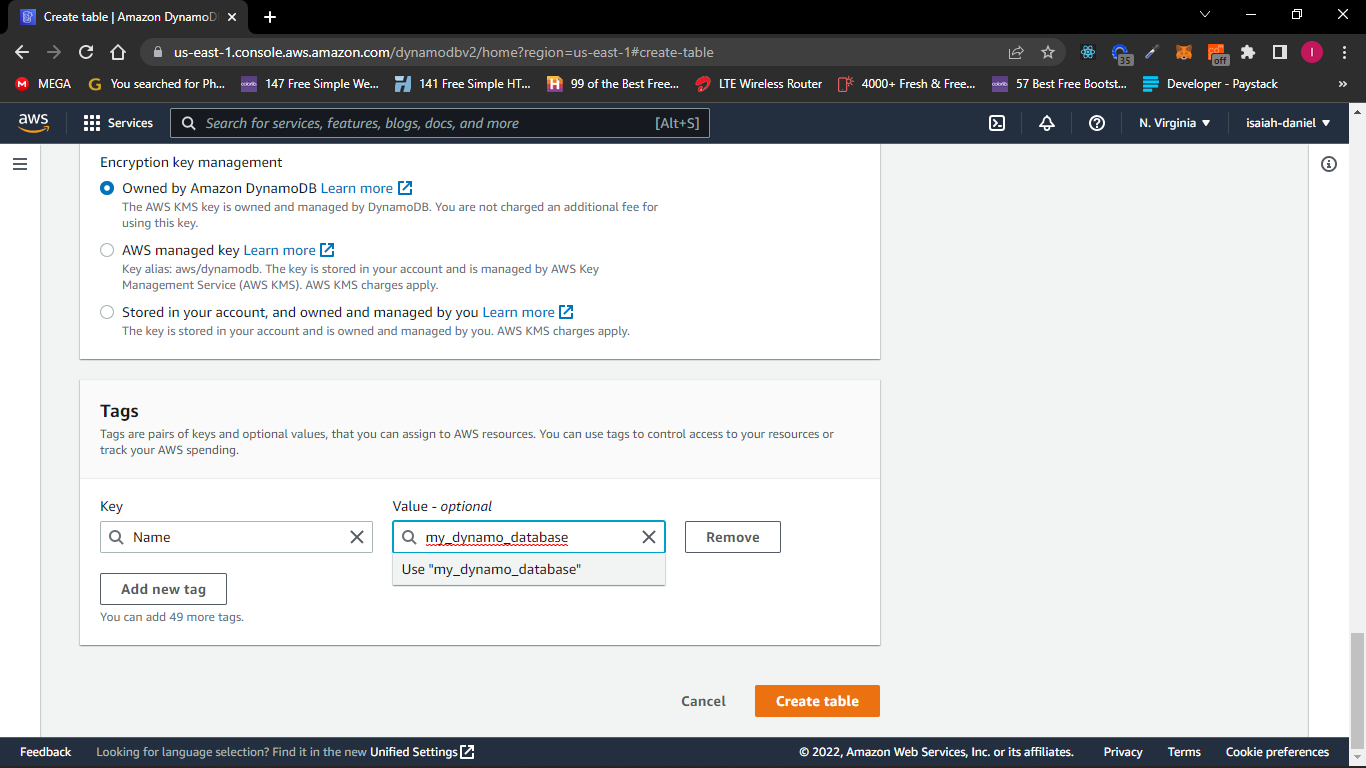 Create table | Amazon DynamoD
us-east-1.console.aws.amazon.com/dynamodbv2/home?region=us-east-1#create-table
35
off
I
MEGA
You searched for Ph...
147 Free Simple We...
141 Free Simple HT...
99 of the Best Free...
LTE Wireless Router
4000+ Fresh & Free...
57 Best Free Bootst...
Developer - Paystack
»
aws
Services
Search for services, features, blogs, docs, and more
[Alt+S]
N. Virginia
isaiah-daniel
Encryption key management
Owned by Amazon DynamoDB Learn more
The AWS KMS key is owned and managed by DynamoDB. You are not charged an additional fee for
using this key.
AWS managed key Learn more
Key alias: aws/dynamodb. The key is stored in your account and is managed by AWS Key
Management Service (AWS KMS). AWS KMS charges apply.
Stored in your account, and owned and managed by you Learn more
The key is stored in your account and is owned and managed by you. AWS KMS charges apply.
Tags
Tags are pairs of keys and optional values, that you can assign to AWS resources. You can use tags to control access to your resources or
track your AWS spending.
Key
Value - optional
Name
my_dynamo_database
Remove
Use "my_dynamo_database"
Add new tag
You can add 49 more tags.
Cancel
Create table
Feedback
Looking for language selection? Find it in the new Unified Settings
© 2022, Amazon Web Services, Inc. or its affiliates.
Privacy
Terms
Cookie preferences